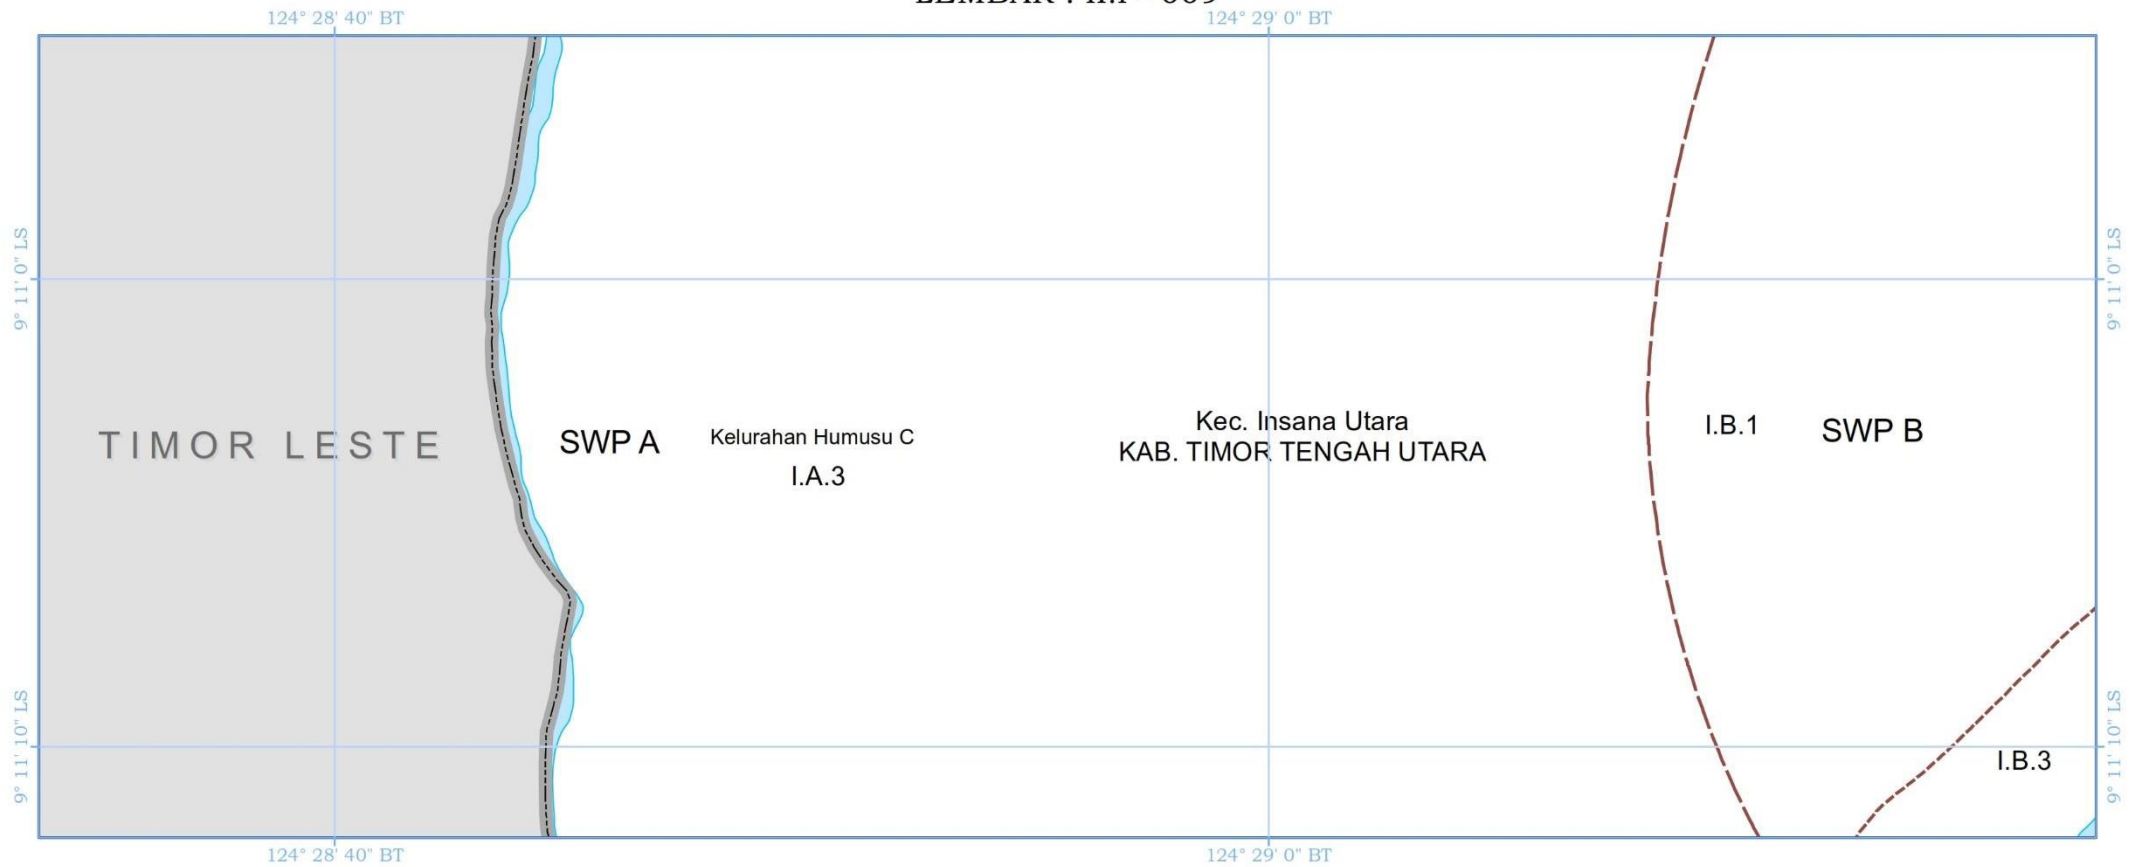 124° 28' 40" BT
124° 29' 0" BT
9° 11' 0" LS
9° 11' 0" LS
TIMOR LESTE
SWP A
Kelurahan Humusu C
I.A.3
Kec. Insana Utara
KAB. TIMOR TENGAH UTARA
I.B.1
SWP B
9° 11' 10" LS
I.B.3
9° 11' 10" LS
124° 28' 40" BT
124° 29' 0" BT